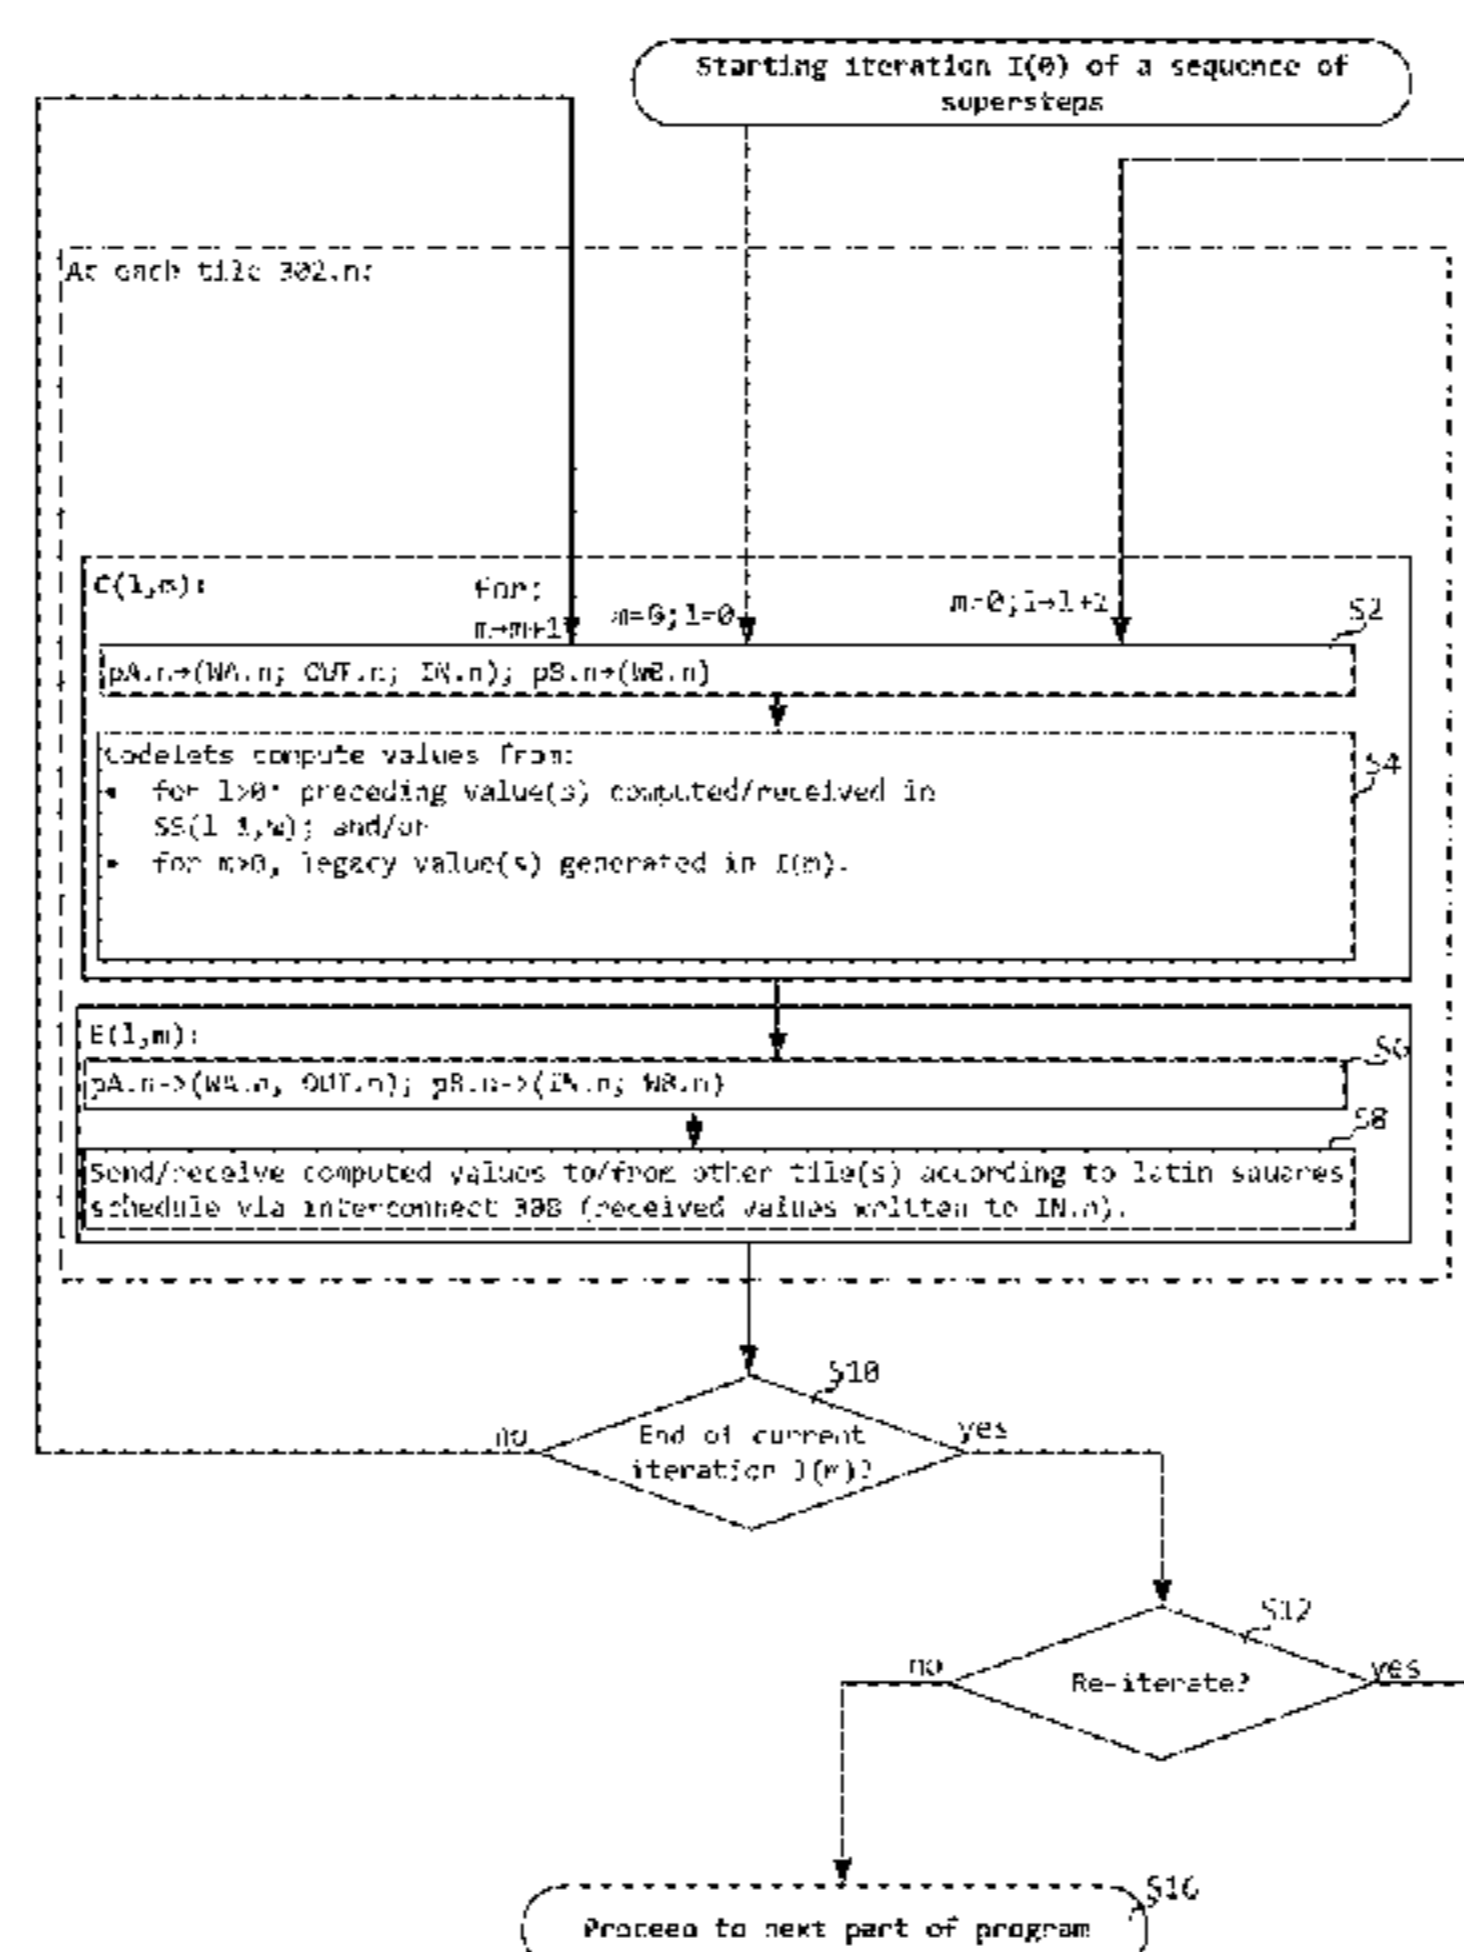 Starting iteration I(0) of a sequence of
supersteps
At each tile 302.n:
C(l,m):
for:
m→m+1
m=0;l=0
m=0;l→l+1
S2
pA.n→(WA.n; OUT.n; IN.n); pB.n→(WB.n)
Codelets compute values from:
S4
• for l>0: preceding value(s) computed/received in
SS(l-1,m); and/or
• for m>0, legacy value(s) generated in I(m).
E(l,m):
S6
pA.n->(WA.n, OUT.n); pB.n->(IN.n; WB.n)
S8
Send/receive computed values to/from other tile(s) according to latin squares
schedule via interconnect 308 (received values written to IN.n).
S10
End of current
iteration I(m)?
no
yes
S12
Re-iterate?
no
yes
S16
Proceed to next part of program